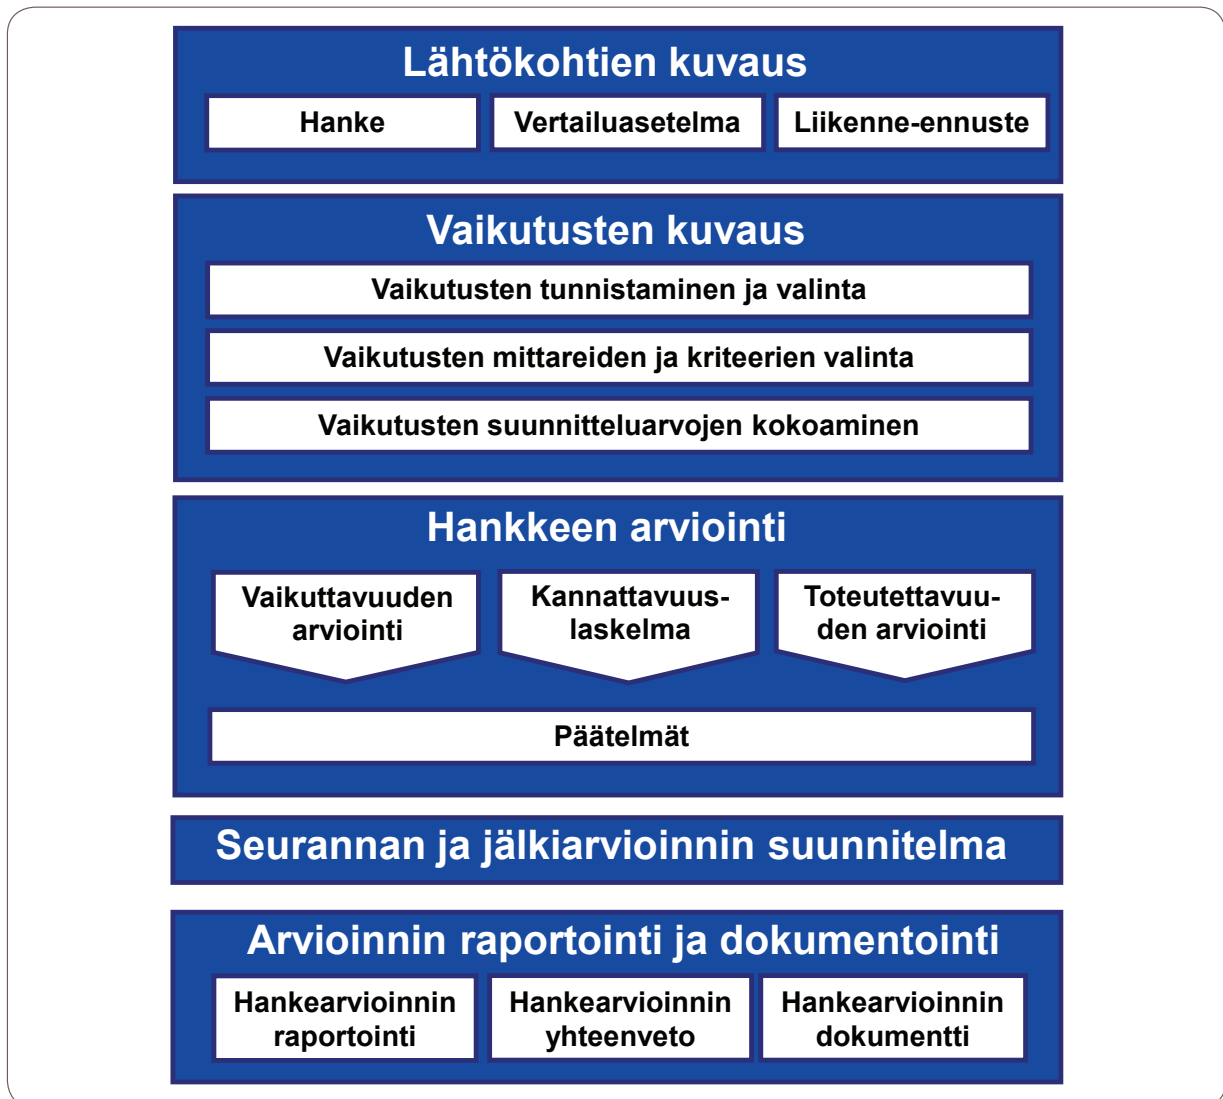 Lähtökohtien kuvaus
Hanke
Vertailuasetelma
Liikenne-ennuste
Vaikutusten kuvaus
Vaikutusten tunnistaminen ja valinta
Vaikutusten mittareiden ja kriteerien valinta
Vaikutusten suunnitteluarvojen kokoaminen
Hankkeen arviointi
Vaikuttavuuden
arviointi
Kannattavuus-
laskelma
Toteutettavuu-
den arviointi
Päätelmät
Seurannan ja jälkiarvioinnin suunnitelma
Arvioinnin raportointi ja dokumentointi
Hankearvioinnin
raportointi
Hankearvioinnin
yhteenveto
Hankearvioinnin
dokumentti